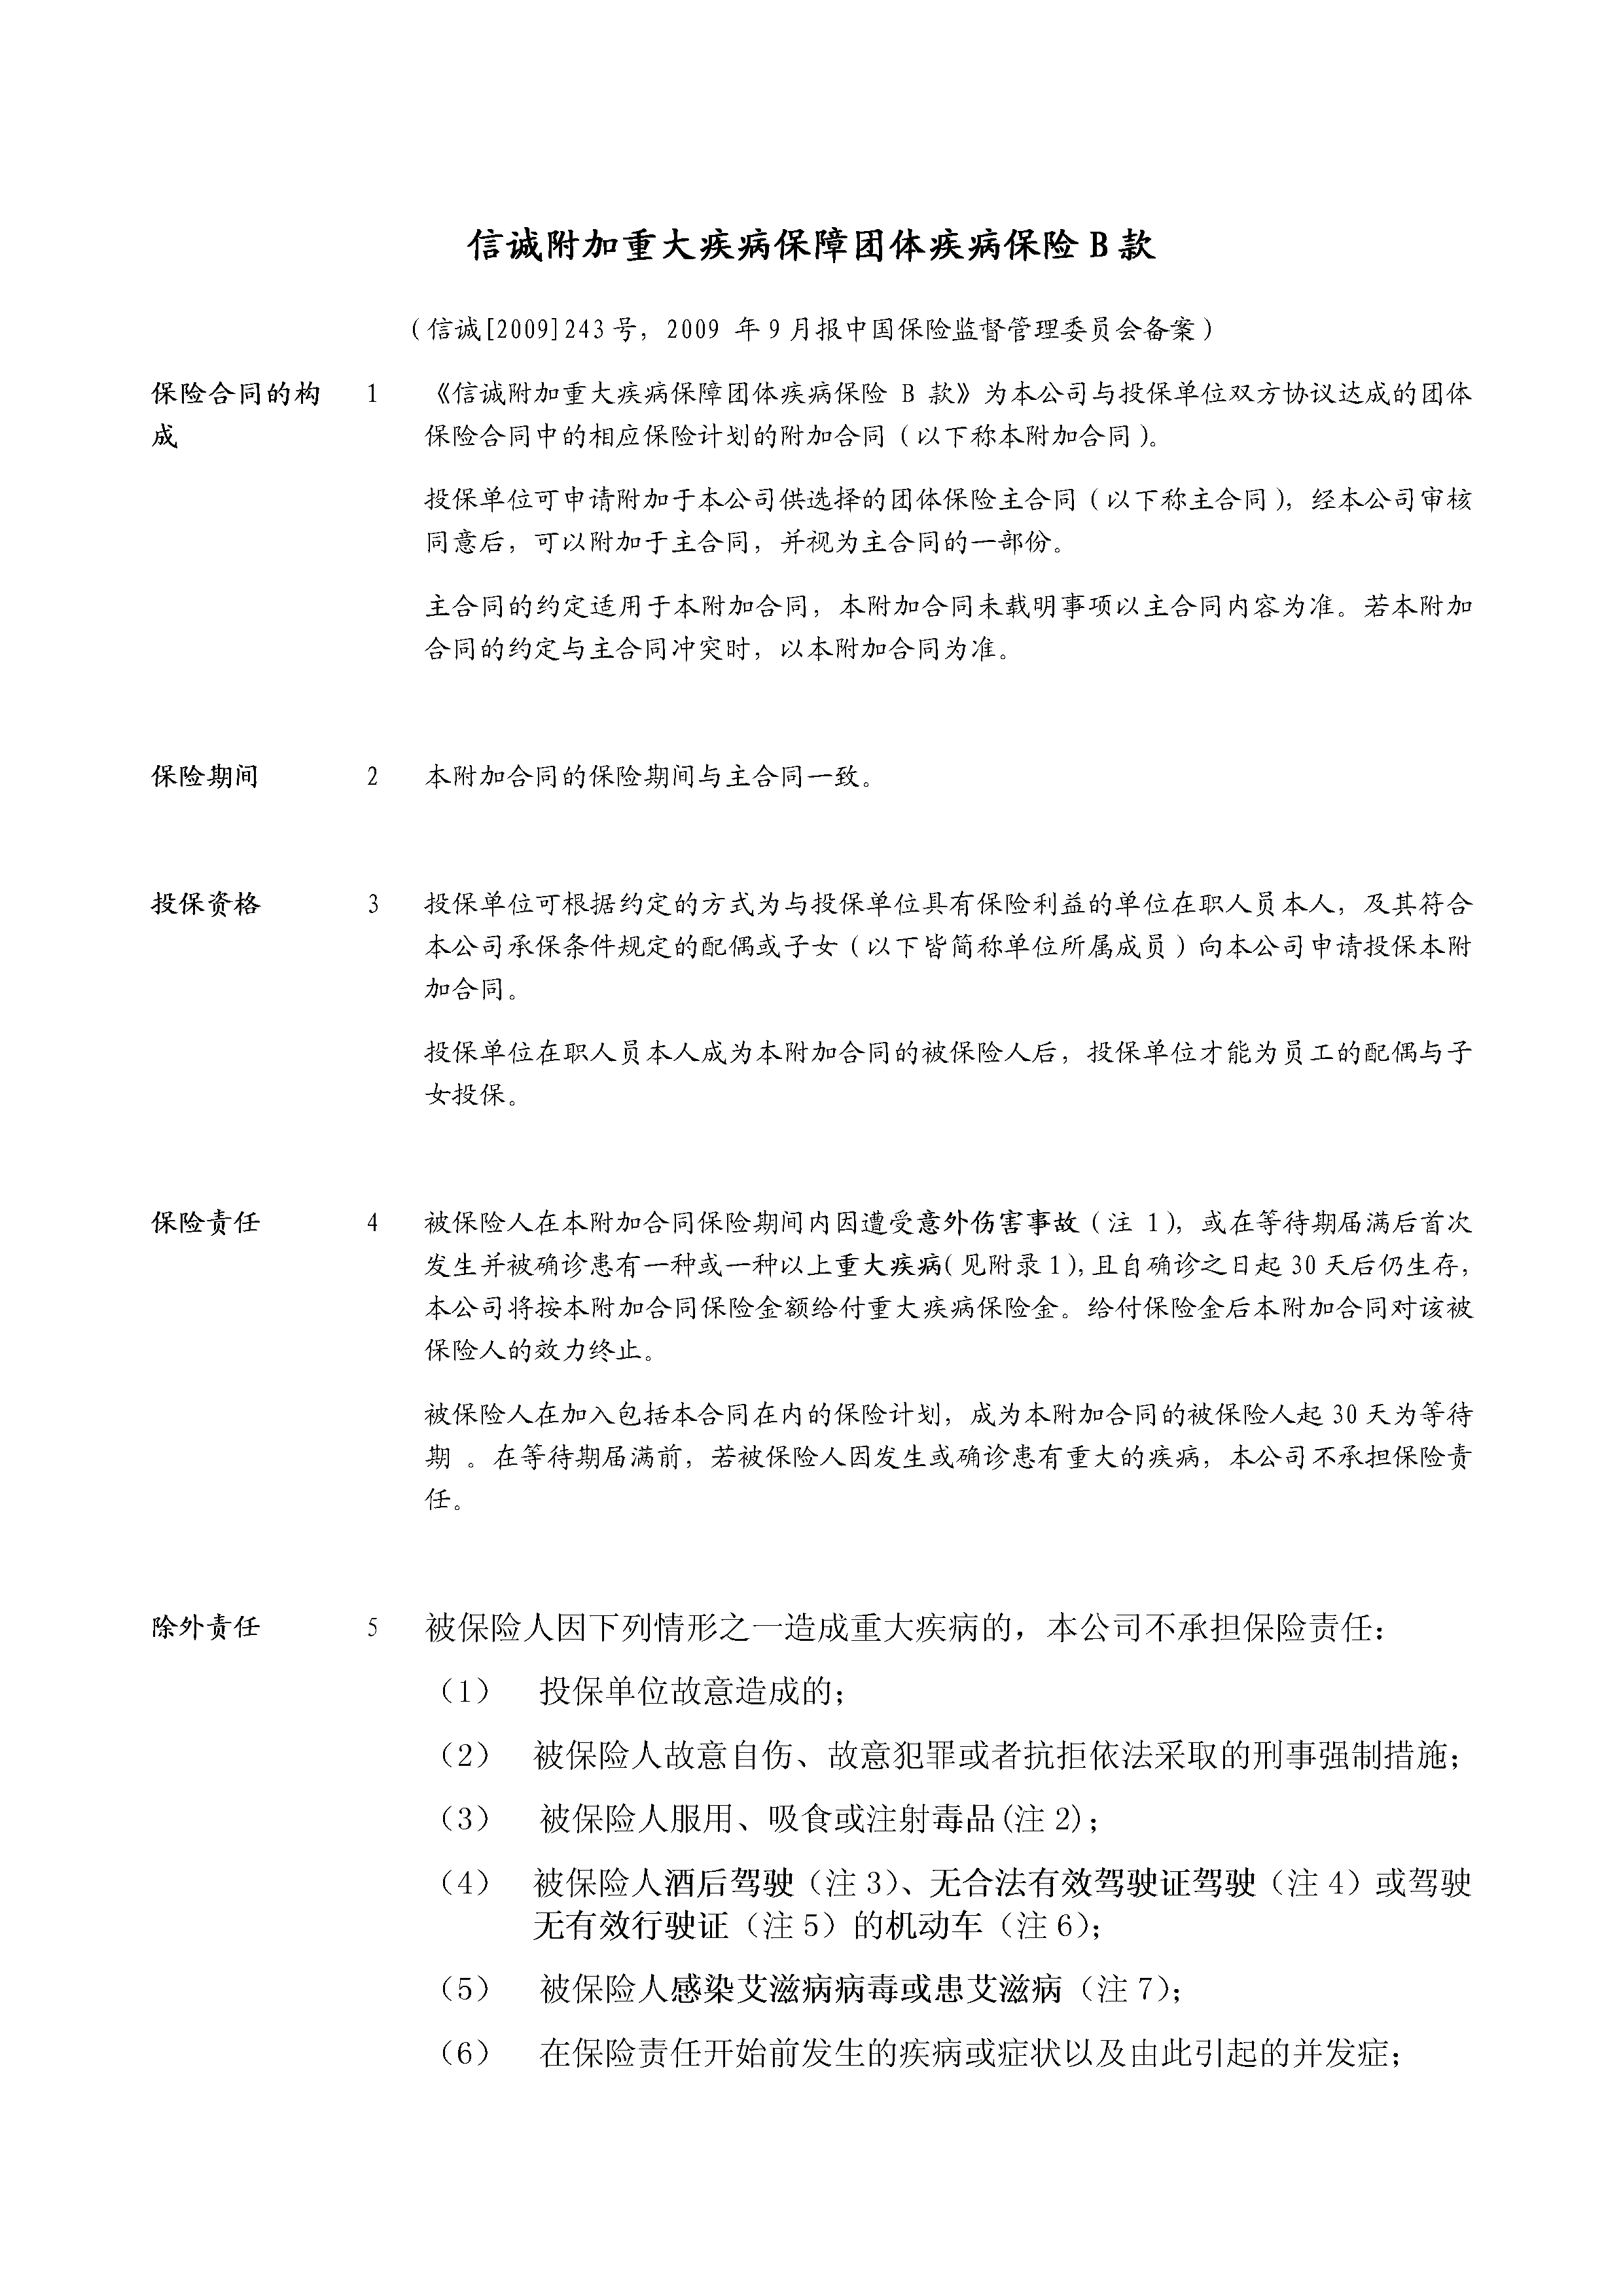 信诚附加重大疾病保障团体疾病保险 B 款
（信诚[2009]243 号，2009 年 9 月报中国保险监督管理委员会备案）
保险合同的构成
1
《信诚附加重大疾病保障团体疾病保险 B 款》为本公司与投保单位双方协议达成的团体
保险合同中的相应保险计划的附加合同（以下称本附加合同）。
投保单位可申请附加于本公司供选择的团体保险主合同（以下称主合同），经本公司审核
同意后，可以附加于主合同，并视为主合同的一部份。
主合同的约定适用于本附加合同，本附加合同未载明事项以主合同内容为准。若本附加
合同的约定与主合同冲突时，以本附加合同为准。
保险期间
2
本附加合同的保险期间与主合同一致。
投保资格
3
投保单位可根据约定的方式为与投保单位具有保险利益的单位在职人员本人，及其符合
本公司承保条件规定的配偶或子女（以下皆简称单位所属成员）向本公司申请投保本附
加合同。
投保单位在职人员本人成为本附加合同的被保险人后，投保单位才能为员工的配偶与子
女投保。
保险责任
4
被保险人在本附加合同保险期间内因遭受意外伤害事故（注 1），或在等待期届满后首次
发生并被确诊患有一种或一种以上重大疾病(见附录 1)，且自确诊之日起 30 天后仍生存，
本公司将按本附加合同保险金额给付重大疾病保险金。给付保险金后本附加合同对该被
保险人的效力终止。
被保险人在加入包括本合同在内的保险计划，成为本附加合同的被保险人起 30 天为等待
期 。在等待期届满前，若被保险人因发生或确诊患有重大的疾病，本公司不承担保险责
任。
除外责任
5
被保险人因下列情形之一造成重大疾病的，本公司不承担保险责任：
（1） 投保单位故意造成的；
（2） 被保险人故意自伤、故意犯罪或者抗拒依法采取的刑事强制措施；
（3） 被保险人服用、吸食或注射毒品(注 2)；
（4） 被保险人酒后驾驶（注 3）、无合法有效驾驶证驾驶（注 4）或驾驶
无有效行驶证（注 5）的机动车（注 6）；
（5） 被保险人感染艾滋病病毒或患艾滋病（注 7）；
（6） 在保险责任开始前发生的疾病或症状以及由此引起的并发症；